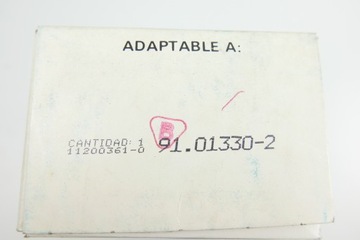 ADAPTABLE A:
B
CANTIDAD: 1
11200361-0 91.01330-2